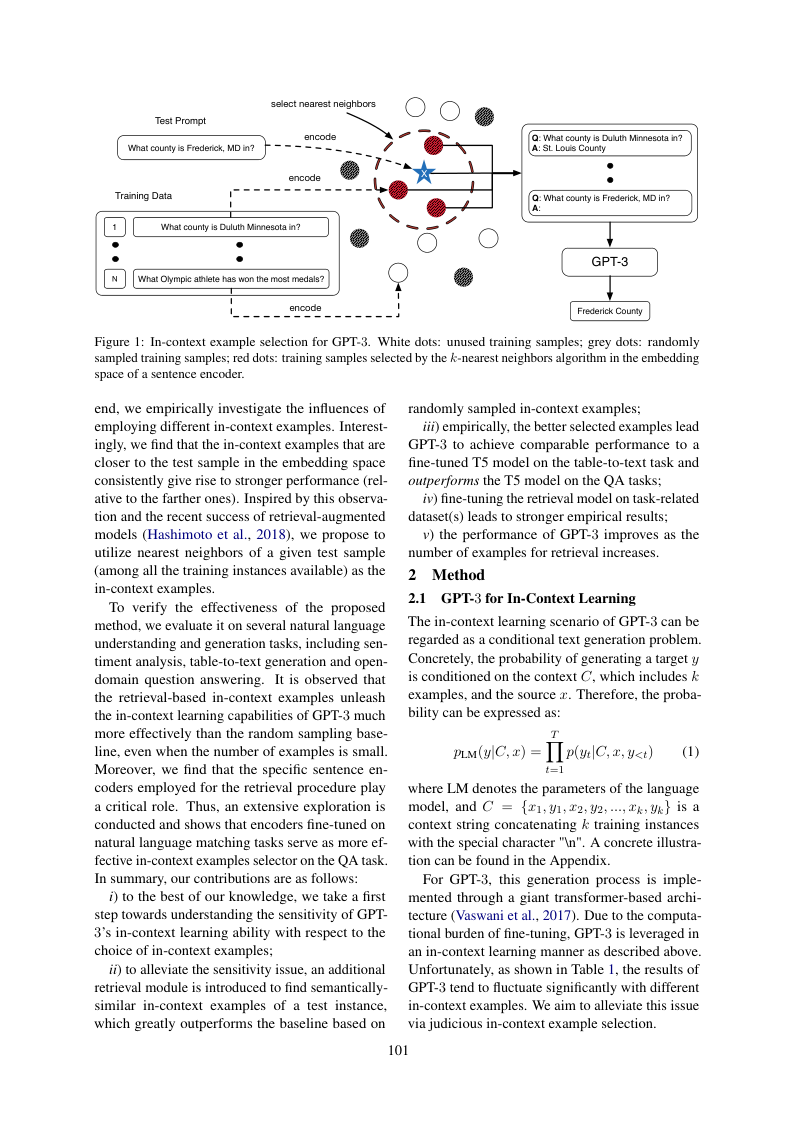 select nearest neighbors
Test Prompt
What county is Frederick, MD in?
encode
encode
Training Data
1
What county is Duluth Minnesota in?
N
What Olympic athlete has won the most medals?
encode
X
Q: What county is Duluth Minnesota in?
A: St. Louis County
Q: What county is Frederick, MD in?
A:
GPT-3
Frederick County
Figure 1: In-context example selection for GPT-3. White dots: unused training samples; grey dots: randomly
sampled training samples; red dots: training samples selected by the k-nearest neighbors algorithm in the embedding
space of a sentence encoder.
end, we empirically investigate the influences of
employing different in-context examples. Interest-
ingly, we find that the in-context examples that are
closer to the test sample in the embedding space
consistently give rise to stronger performance (rel-
ative to the farther ones). Inspired by this observa-
tion and the recent success of retrieval-augmented
models (Hashimoto et al., 2018), we propose to
utilize nearest neighbors of a given test sample
(among all the training instances available) as the
in-context examples.
To verify the effectiveness of the proposed
method, we evaluate it on several natural language
understanding and generation tasks, including sen-
timent analysis, table-to-text generation and open-
domain question answering. It is observed that
the retrieval-based in-context examples unleash
the in-context learning capabilities of GPT-3 much
more effectively than the random sampling base-
line, even when the number of examples is small.
Moreover, we find that the specific sentence en-
coders employed for the retrieval procedure play
a critical role. Thus, an extensive exploration is
conducted and shows that encoders fine-tuned on
natural language matching tasks serve as more ef-
fective in-context examples selector on the QA task.
In summary, our contributions are as follows:
i) to the best of our knowledge, we take a first
step towards understanding the sensitivity of GPT-
3's in-context learning ability with respect to the
choice of in-context examples;
ii) to alleviate the sensitivity issue, an additional
retrieval module is introduced to find semantically-
similar in-context examples of a test instance,
which greatly outperforms the baseline based on
randomly sampled in-context examples;
iii) empirically, the better selected examples lead
GPT-3 to achieve comparable performance to a
fine-tuned T5 model on the table-to-text task and
outperforms the T5 model on the QA tasks;
iv) fine-tuning the retrieval model on task-related
dataset(s) leads to stronger empirical results;
v) the performance of GPT-3 improves as the
number of examples for retrieval increases.
2 Method
2.1 GPT-3 for In-Context Learning
The in-context learning scenario of GPT-3 can be
regarded as a conditional text generation problem.
Concretely, the probability of generating a target y
is conditioned on the context C, which includes k
examples, and the source x. Therefore, the proba-
bility can be expressed as:
p_LM(y|C, x) = ∏_{t=1}^{T} p(y_t|C, x, y_{<t}) (1)
where LM denotes the parameters of the language
model, and C = {x_1, y_1, x_2, y_2, ..., x_k, y_k} is a
context string concatenating k training instances
with the special character "\n". A concrete illustra-
tion can be found in the Appendix.
For GPT-3, this generation process is imple-
mented through a giant transformer-based archi-
tecture (Vaswani et al., 2017). Due to the computa-
tional burden of fine-tuning, GPT-3 is leveraged in
an in-context learning manner as described above.
Unfortunately, as shown in Table 1, the results of
GPT-3 tend to fluctuate significantly with different
in-context examples. We aim to alleviate this issue
via judicious in-context example selection.
101